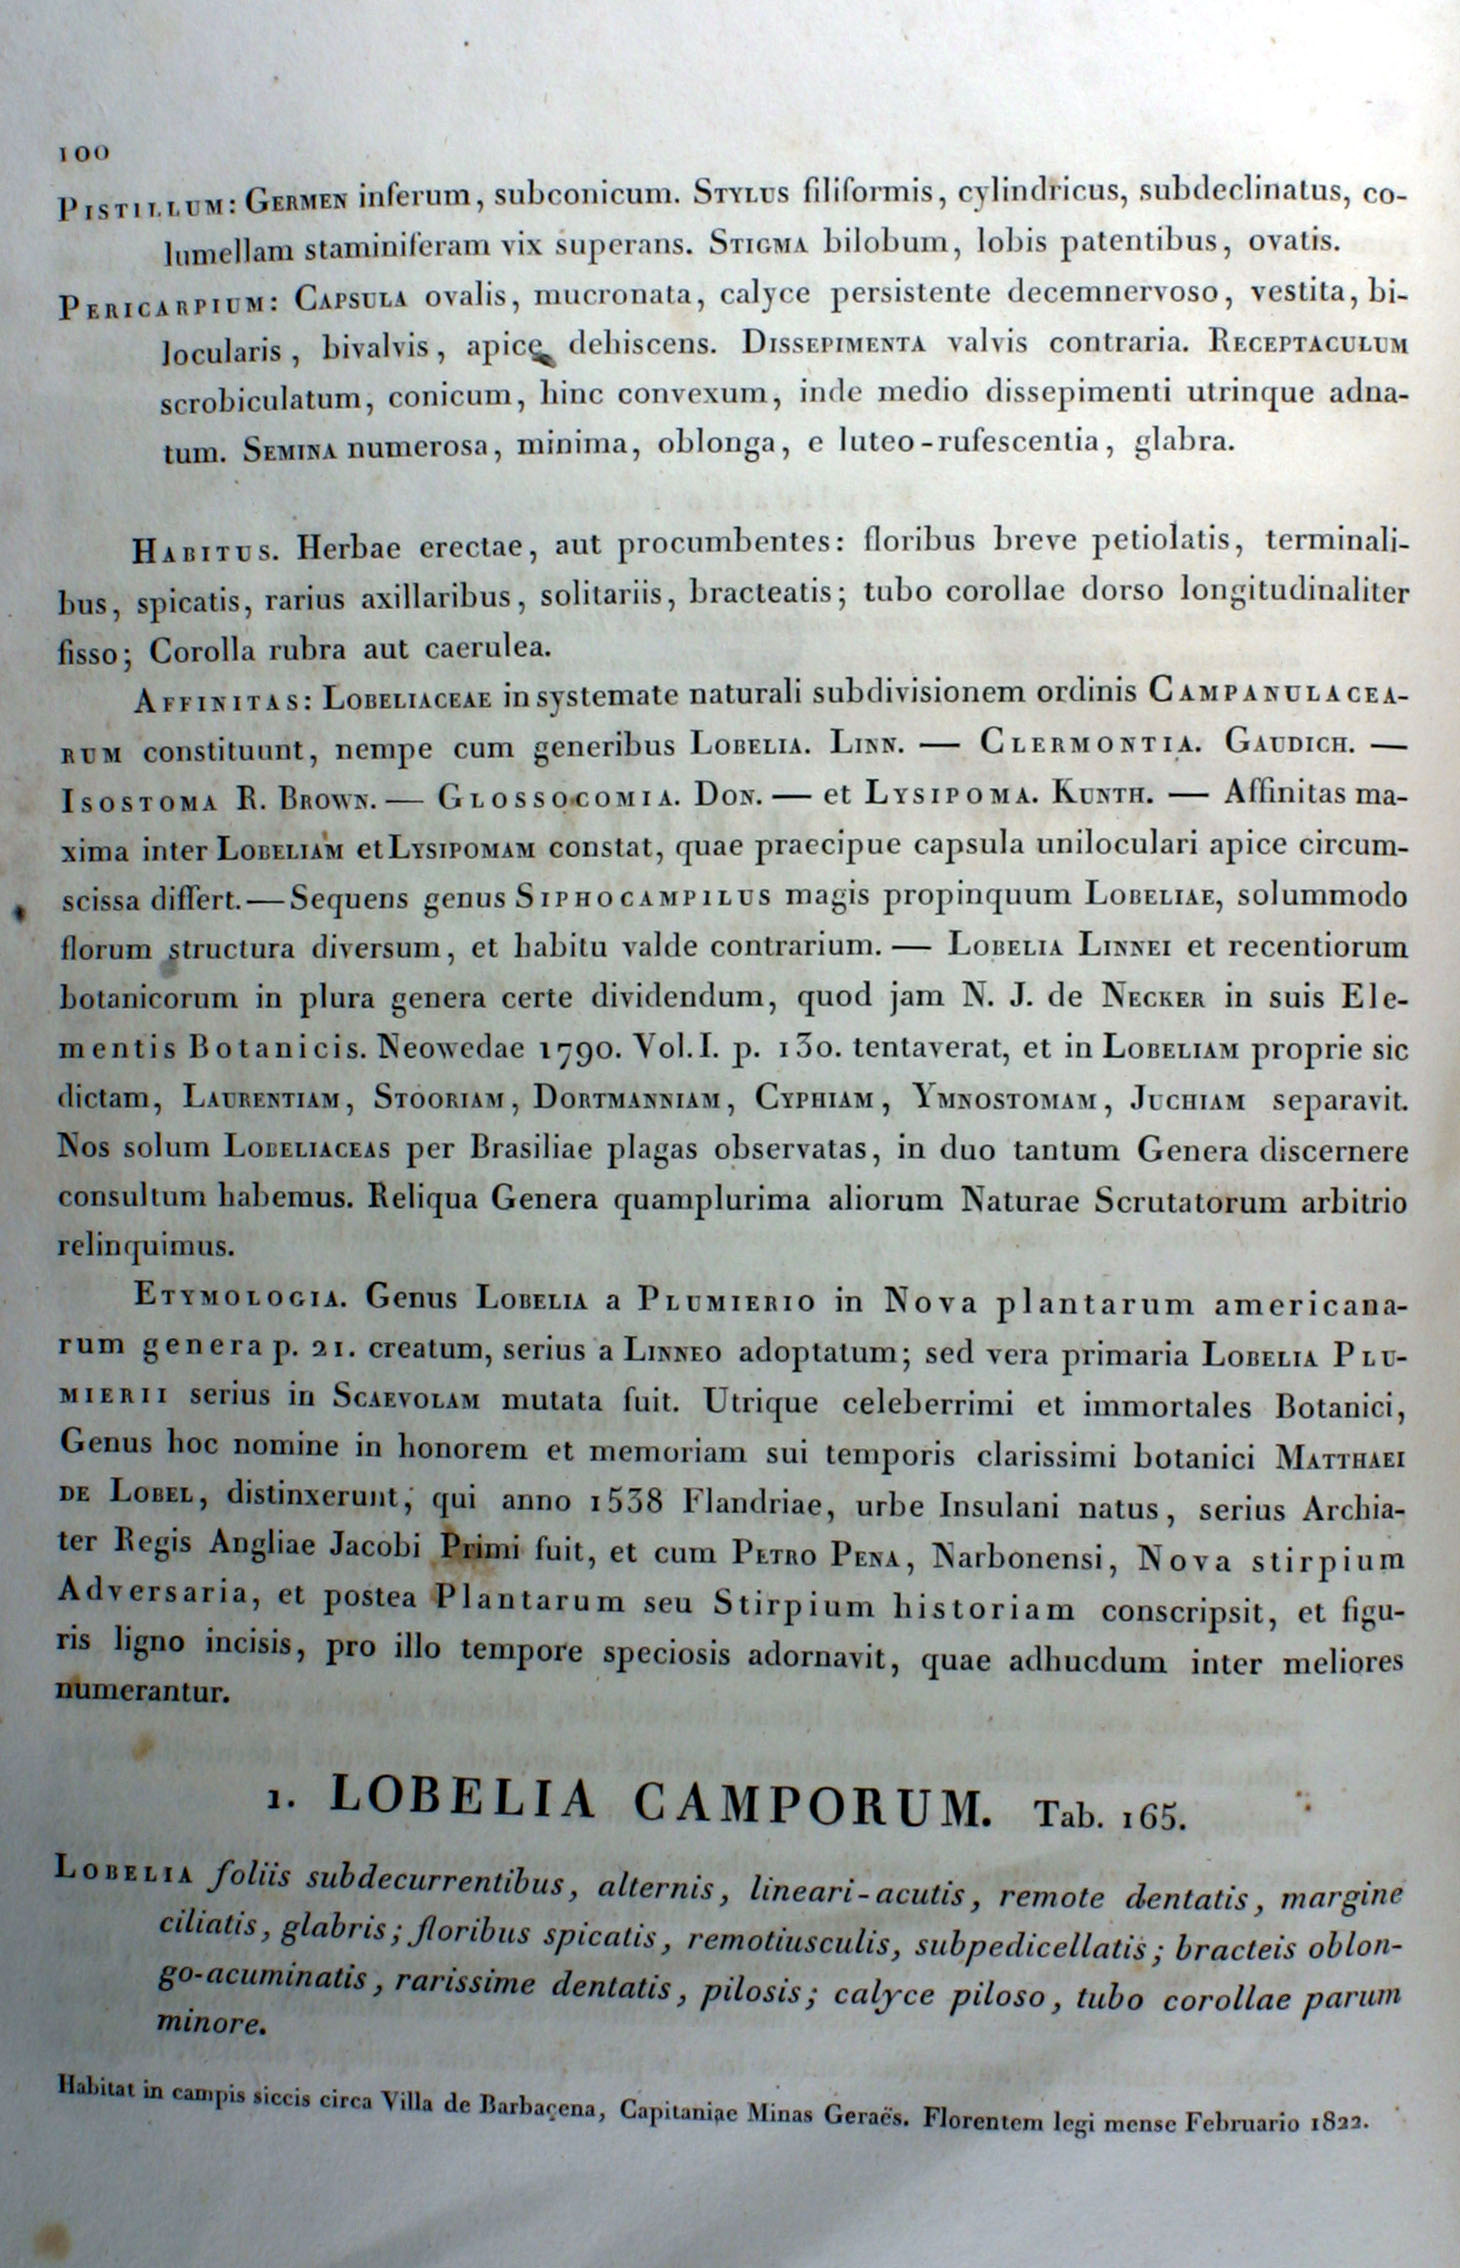 100
PISTILLUM: GERMEN inferum, subconicum. STYLUS filiformis, cylindricus, subdeclinatus, co-
lumellam staminiferam vix superans. STIGMA bilobum, lobis patentibus, ovatis.
PERICARPIUM: CAPSULA ovalis, mucronata, calyce persistente decemnervoso, vestita, bi-
locularis, bivalvis, apice dehiscens. DISSEPIMENTA valvis contraria. RECEPTACULUM
scrobiculatum, conicum, hinc convexum, inde medio dissepimenti utrinque adna-
tum. SEMINA numerosa, minima, oblonga, e luteo-rufescentia, glabra.
HABITUS. Herbae erectae, aut procumbentes: floribus breve petiolatis, terminali-
bus, spicatis, rarius axillaribus, solitariis, bracteatis; tubo corollae dorso longitudinaliter
fisso; Corolla rubra aut caerulea.
AFFINITAS: LOBELIACEAE in systemate naturali subdivisionem ordinis CAMPANULACEA-
RUM constituunt, nempe cum generibus LOBELIA. LINN. — CLERMONTIA. GAUDICH. —
ISOSTOMA R. BROWN. — GLOSSOCOMIA. DON. — et LYSIPOMA. KUNTH. — Affinitas ma-
xima inter LOBELIAM et LYSIPOMAM constat, quae praecipue capsula uniloculari apice circum-
scissa differt. — Sequens genus SIPHOCAMPILUS magis propinquum LOBELIAE, solummodo
florum structura diversum, et habitu valde contrarium. — LOBELIA LINNEI et recentiorum
botanicorum in plura genera certe dividendum, quod jam N. J. de NECKER in suis Ele-
mentis Botanicis. Neowedae 1790. Vol. I. p. 130. tentaverat, et in LOBELIAM proprie sic
dictam, LAURENTIAM, STOORIAM, DORTMANNIAM, CYPHIAM, YMNOSTOMAM, JUCHIAM separavit.
Nos solum LOBELIACEAS per Brasiliae plagas observatas, in duo tantum Genera discernere
consultum habemus. Reliqua Genera quamplurima aliorum Naturae Scrutatorum arbitrio
relinquimus.
ETYMOLOGIA. Genus LOBELIA a PLUMIERIO in Nova plantarum americana-
rum genera p. 21. creatum, serius a LINNEO adoptatum; sed vera primaria LOBELIA PLU-
MIERII serius in SCAEVOLAM mutata fuit. Utrique celeberrimi et immortales Botanici,
Genus hoc nomine in honorem et memoriam sui temporis clarissimi botanici MATTHAEI
DE LOBEL, distinxerunt, qui anno 1538 Flandriae, urbe Insulani natus, serius Archia-
ter Regis Angliae Jacobi Primi fuit, et cum PETRO PENA, Narbonensi, Nova stirpium
Adversaria, et postea Plantarum seu Stirpium historiam conscripsit, et figu-
ris ligno incisis, pro illo tempore speciosis adornavit, quae adhucdum inter meliores
numerantur.
1. LOBELIA CAMPORUM. Tab. 165.
LOBELIA foliis subdecurrentibus, alternis, lineari-acutis, remote dentatis, margine
ciliatis, glabris; floribus spicatis, remotiusculis, subpedicellatis; bracteis oblon-
go-acuminatis, rarissime dentatis, pilosis; calyce piloso, tubo corollae parum
minore.
Habitat in campis siccis circa Villa de Barbaçena, Capitaniae Minas Geraës. Florentem legi mense Februario 1822.